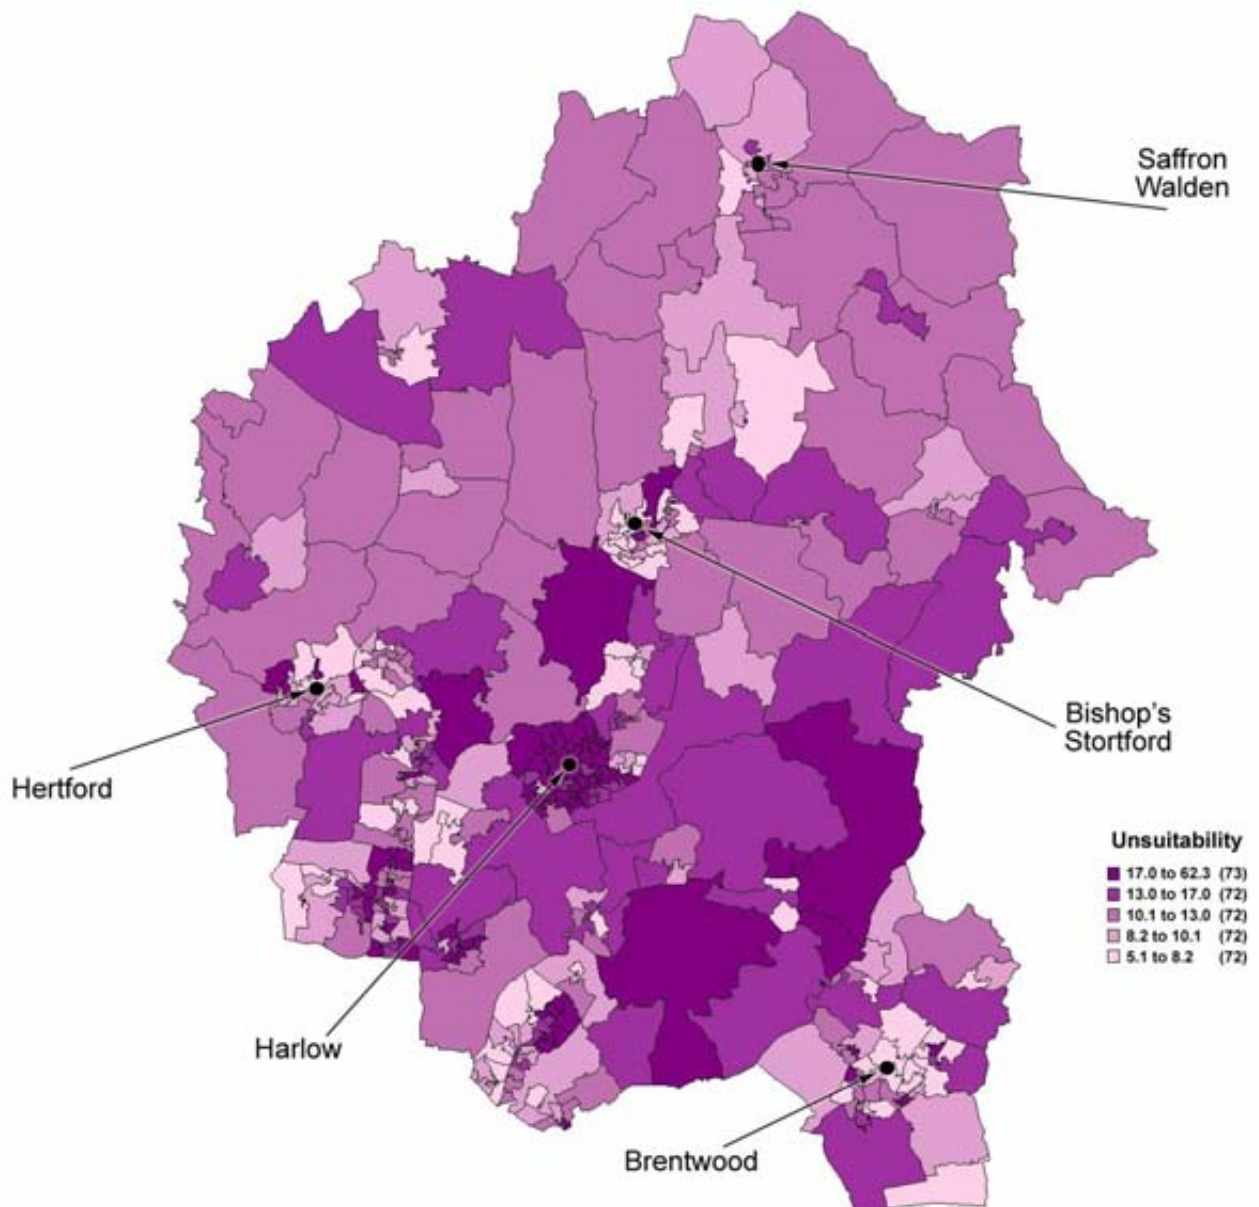 Saffron
Walden
Bishop's
Stortford
Hertford
Unsuitability
17.0 to 62.3 (73)
13.0 to 17.0 (72)
10.1 to 13.0 (72)
8.2 to 10.1 (72)
5.1 to 8.2 (72)
Harlow
Brentwood